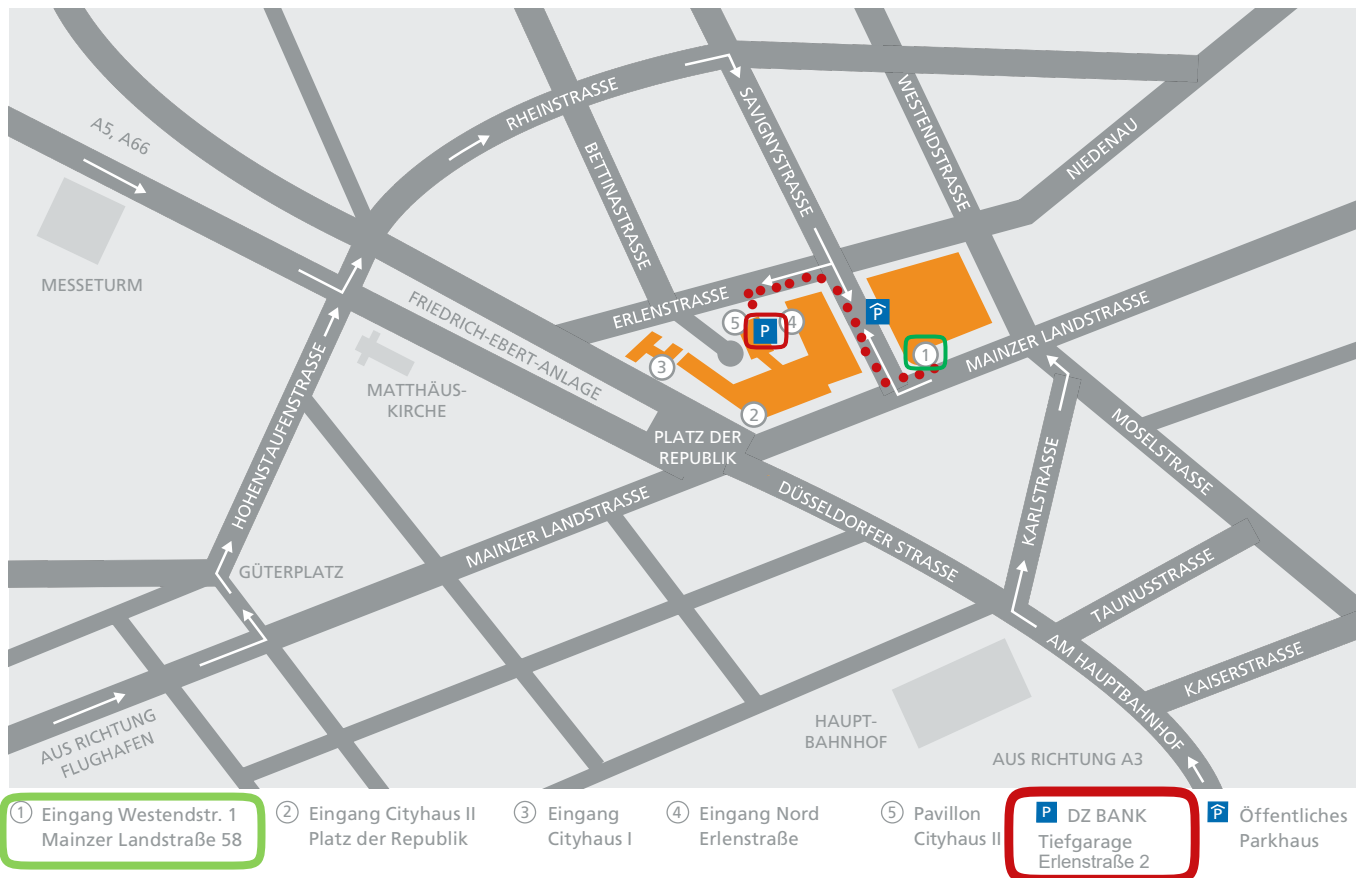 A5, A66
RHEINSTRASSE
SAVIGNYSTRASSE
WESTENDSTRASSE
NIEDENAU
BETTINASTRASSE
MESSETURM
ERLENSTRASSE
FRIEDRICH-EBERT-ANLAGE
5
P
4
P
1
MAINZER LANDSTRASSE
3
2
MATTHÄUS-
KIRCHE
HOHENSTAUFENSTRASSE
PLATZ DER
REPUBLIK
MOSELSTRASSE
KARLSTRASSE
MAINZER LANDSTRASSE
DÜSSELDORFER STRASSE
GÜTERPLATZ
TAUNUSSTRASSE
AM HAUPTBAHNHOF
KAISERSTRASSE
AUS RICHTUNG
FLUGHAFEN
HAUPT-
BAHNHOF
AUS RICHTUNG A3
1 Eingang Westendstr. 1
Mainzer Landstraße 58
2 Eingang Cityhaus II
Platz der Republik
3 Eingang
Cityhaus I
4 Eingang Nord
Erlenstraße
5 Pavillon
Cityhaus II
P DZ BANK
Tiefgarage
Erlenstraße 2
P Öffentliches
Parkhaus